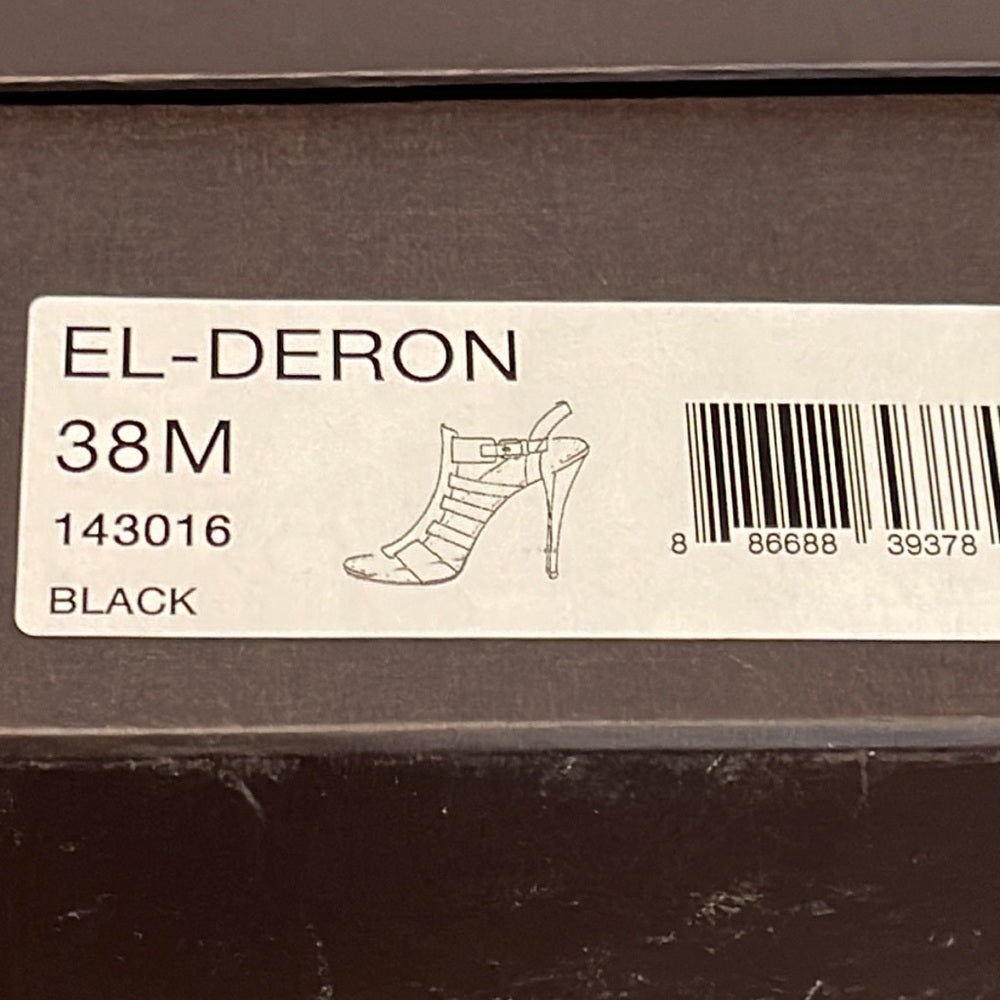 EL-DERON
38M
143016
BLACK
8 86688 39378